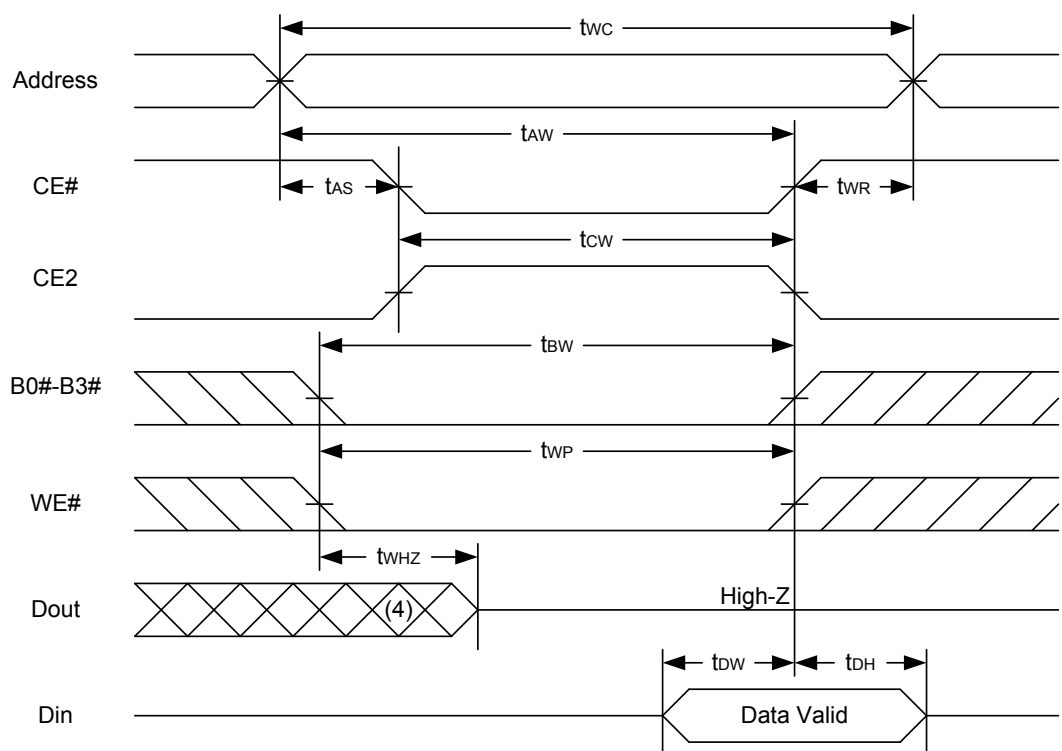 tWC
Address
tAW
CE#
tAS
tWR
tCW
CE2
tBW
B0#-B3#
tWP
WE#
tWHZ
Dout
(4)
High-Z
tDW
tDH
Din
Data Valid